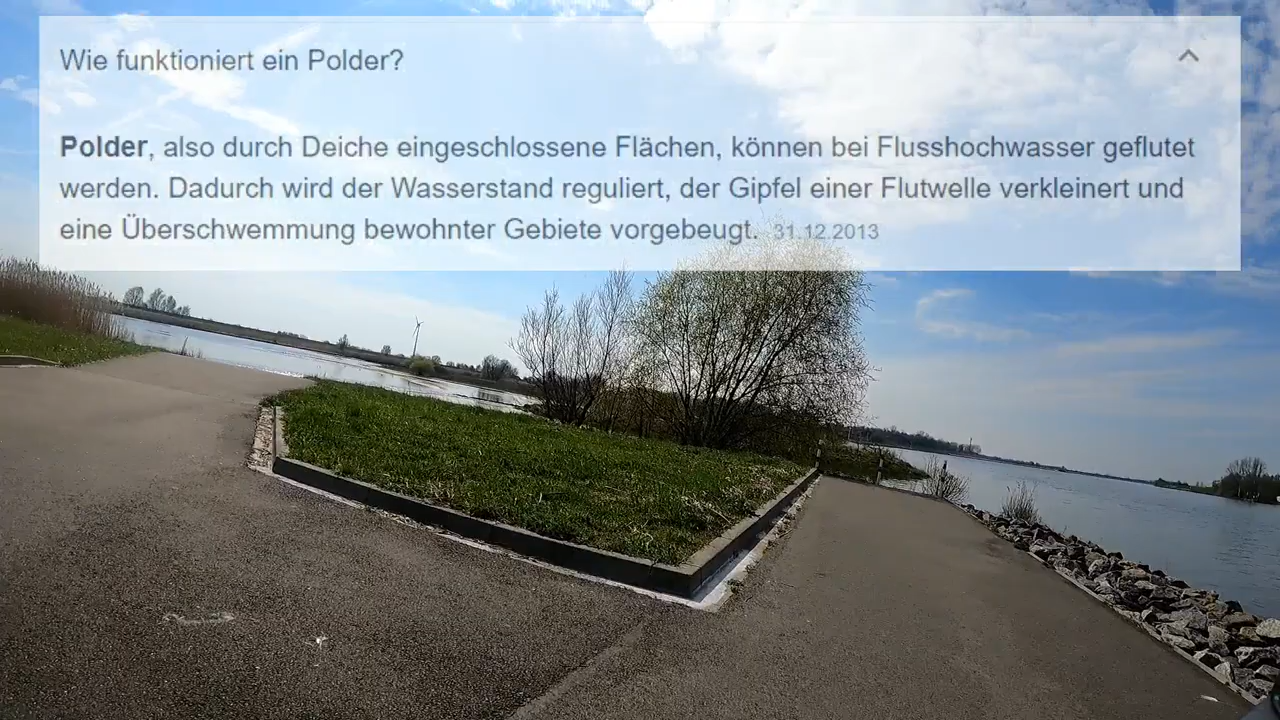 Wie funktioniert ein Polder?
Polder, also durch Deiche eingeschlossene Flächen, können bei Flusshochwasser geflutet
werden. Dadurch wird der Wasserstand reguliert, der Gipfel einer Flutwelle verkleinert und
eine Überschwemmung bewohnter Gebiete vorgebeugt. 31.12.2013